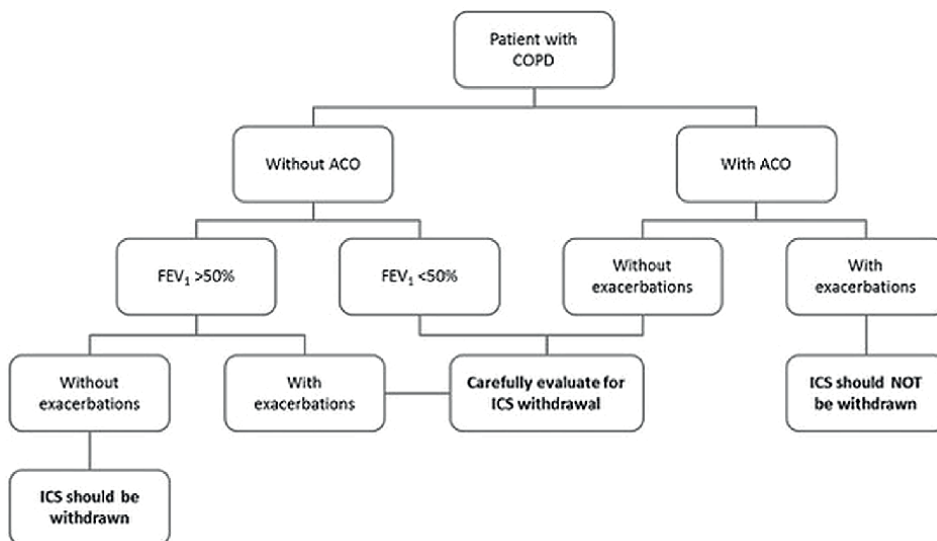 Patient with
COPD
Without ACO
With ACO
FEV₁ >50%
FEV₁ <50%
Without
exacerbations
With
exacerbations
Without
exacerbations
With
exacerbations
Carefully evaluate for
ICS withdrawal
ICS should NOT
be withdrawn
ICS should be
withdrawn